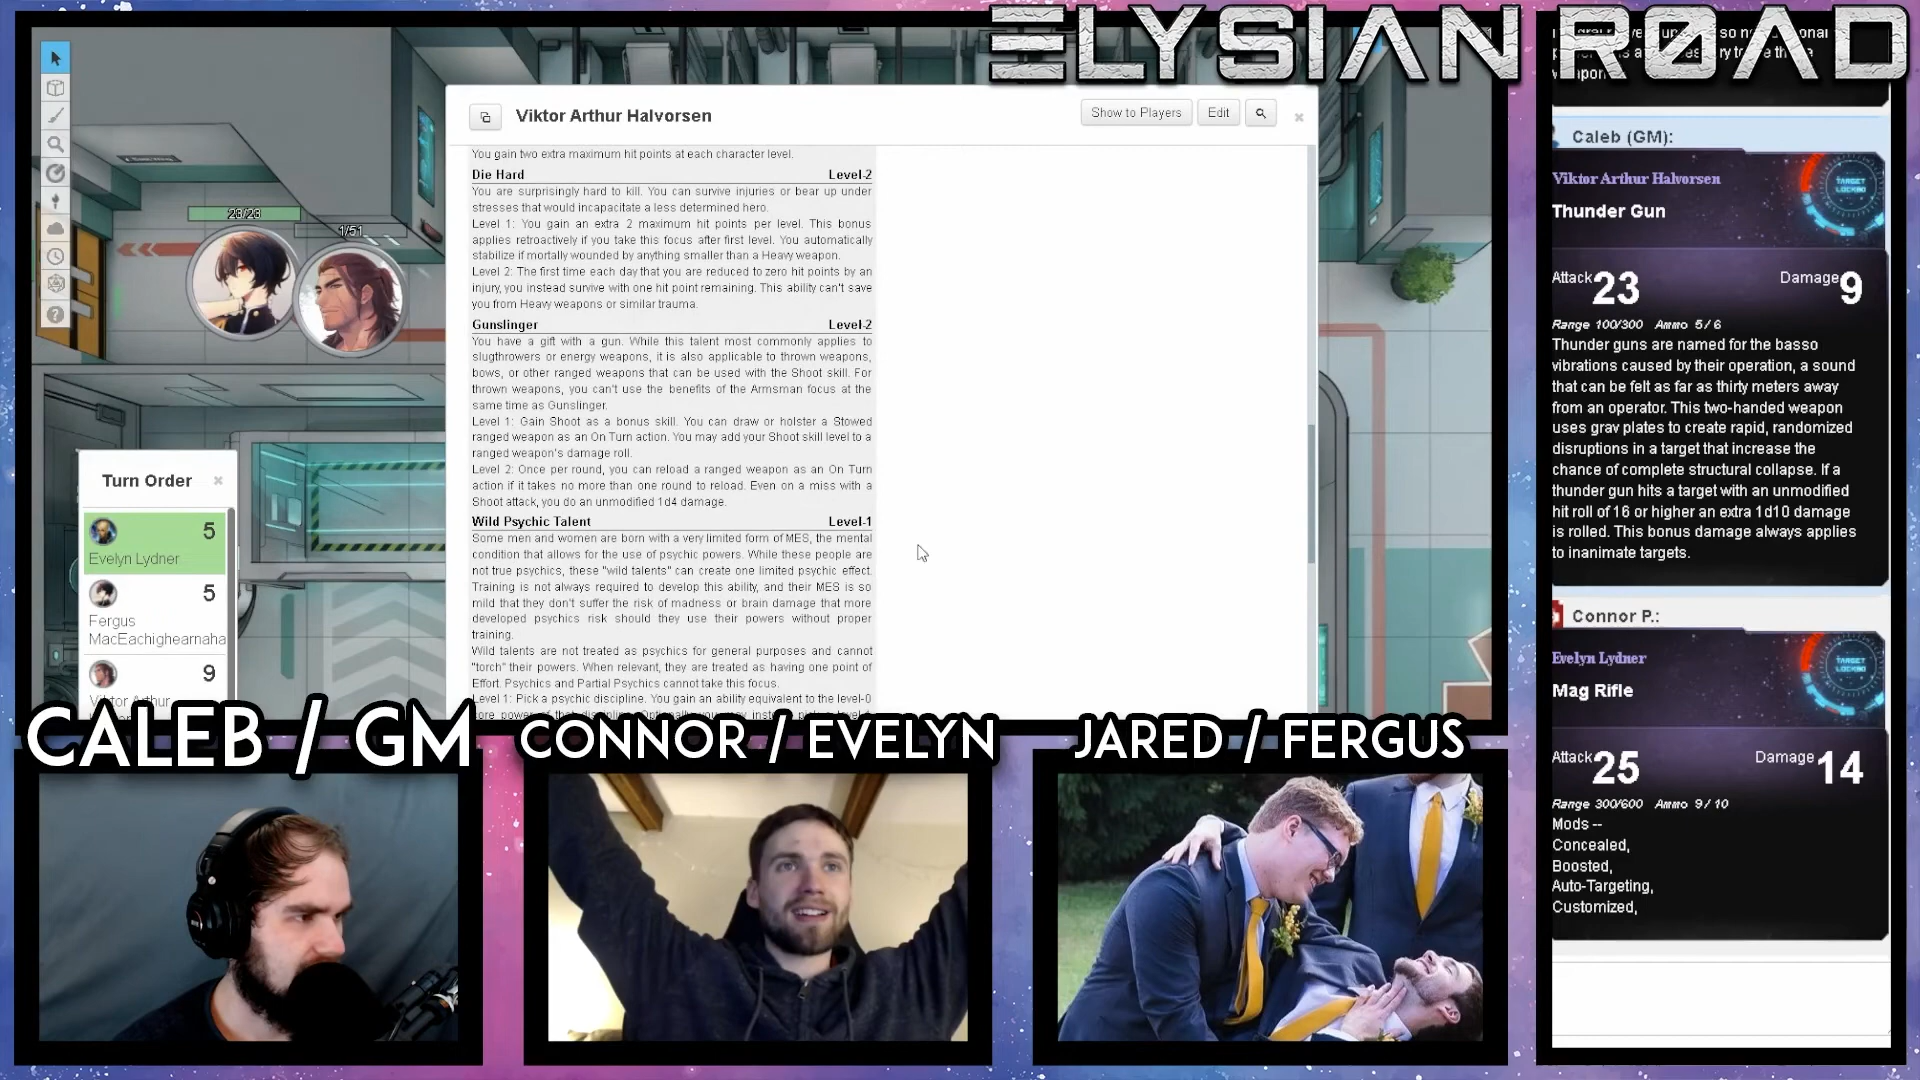 ELYSIAN RØAD
Viktor Arthur Halvorsen
Show to Players
Edit
You gain two extra maximum hit points at each character level.
Die Hard Level-2
You are surprisingly hard to kill. You can survive injuries or bear up under
stresses that would incapacitate a less determined hero.
Level 1: You gain an extra 2 maximum hit points per level. This bonus
applies retroactively if you take this focus after first level. You automatically
stabilize if mortally wounded by anything smaller than a Heavy weapon.
Level 2: The first time each day that you are reduced to zero hit points by an
injury, you instead survive with one hit point remaining. This ability can't save
you from Heavy weapons or similar trauma.
Gunslinger Level-2
You have a gift with a gun. While this talent most commonly applies to
slugthrowers or energy weapons, it is also applicable to thrown weapons,
bows, or other ranged weapons that can be used with the Shoot skill. For
thrown weapons, you can't use the benefits of the Armsman focus at the
same time as Gunslinger.
Level 1: Gain Shoot as a bonus skill. You can draw or holster a Stowed
ranged weapon as an On Turn action. You may add your Shoot skill level to a
ranged weapon's damage roll.
Level 2: Once per round, you can reload a ranged weapon as an On Turn
action if it takes no more than one round to reload. Even on a miss with a
Shoot attack, you do an unmodified 1d4 damage.
Wild Psychic Talent Level-1
Some men and women are born with a very limited form of MES, the mental
condition that allows for the use of psychic powers. While these people are
not true psychics, these "wild talents" can create one limited psychic effect.
Training is not always required to develop this ability, and their MES is so
mild that they don't suffer the risk of madness or brain damage that more
developed psychics risk should they use their powers without proper
training.
Wild talents are not treated as psychics for general purposes and cannot
"torch" their powers. When relevant, they are treated as having one point of
Effort. Psychics and Partial Psychics cannot take this focus.
Level 1: Pick a psychic discipline. You gain an ability equivalent to the level-0
23/23
1/51
Turn Order
5
Evelyn Lydner
5
Fergus
MacEachighearnaha
9
Viktor Arthur
CALEB / GM
CONNOR / EVELYN
JARED / FERGUS
weapon
Caleb (GM):
Viktor Arthur Halvorsen
TARGET
LOCKED
Thunder Gun
Attack 23 Damage 9
Range 100/300 Ammo 5/6
Thunder guns are named for the basso
vibrations caused by their operation, a sound
that can be felt as far as thirty meters away
from an operator. This two-handed weapon
uses grav plates to create rapid, randomized
disruptions in a target that increase the
chance of complete structural collapse. If a
thunder gun hits a target with an unmodified
hit roll of 16 or higher an extra 1d10 damage
is rolled. This bonus damage always applies
to inanimate targets.
Connor P.:
Evelyn Lydner
TARGET
LOCKED
Mag Rifle
Attack 25 Damage 14
Range 300/600 Ammo 9/10
Mods --
Concealed,
Boosted,
Auto-Targeting,
Customized,